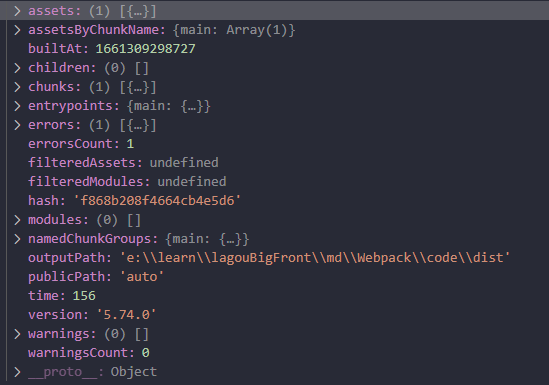 > assets: (1) [{…}]
> assetsByChunkName: {main: Array(1)}
builtAt: 1661309298727
> children: (0) []
> chunks: (1) [{…}]
> entrypoints: {main: {…}}
> errors: (1) [{…}]
errorsCount: 1
filteredAssets: undefined
filteredModules: undefined
hash: 'f868b208f4664cb4e5d6'
> modules: (0) []
> namedChunkGroups: {main: {…}}
outputPath: 'e:\\learn\\lagouBigFront\\md\\Webpack\\code\\dist'
publicPath: 'auto'
time: 156
version: '5.74.0'
> warnings: (0) []
warningsCount: 0
> __proto__: Object